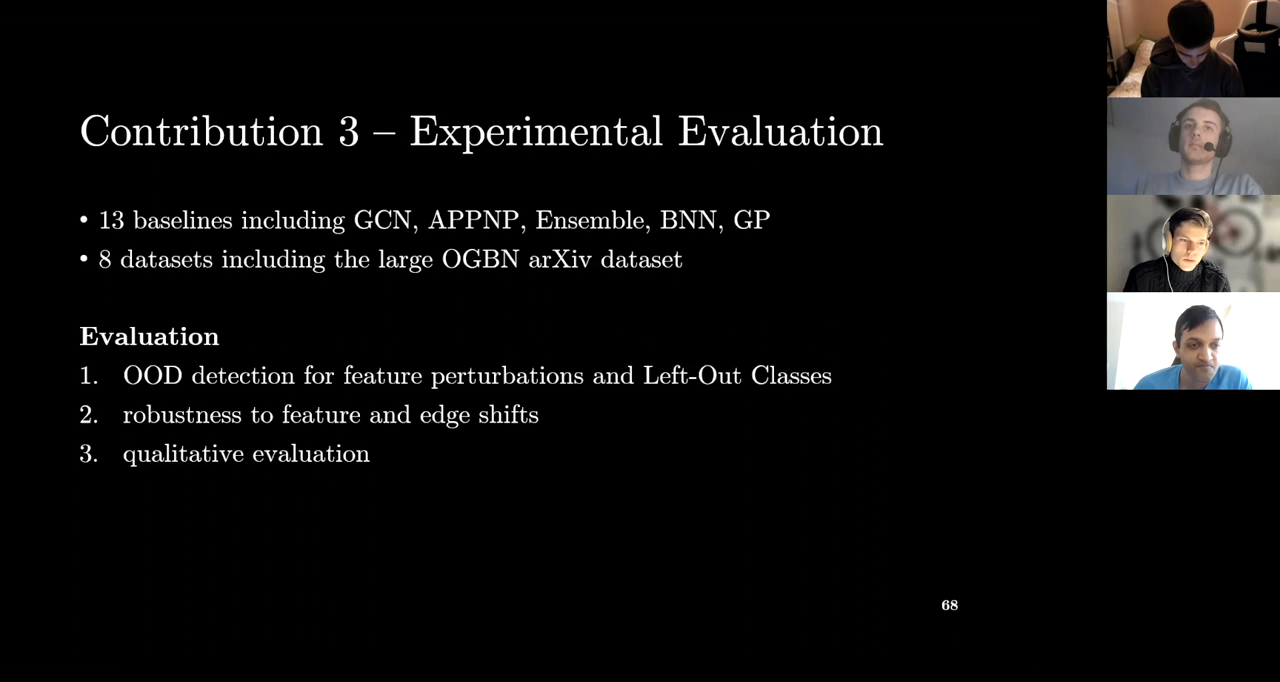 Contribution 3 – Experimental Evaluation
• 13 baselines including GCN, APPNP, Ensemble, BNN, GP
• 8 datasets including the large OGBN arXiv dataset
Evaluation
1. OOD detection for feature perturbations and Left-Out Classes
2. robustness to feature and edge shifts
3. qualitative evaluation
68